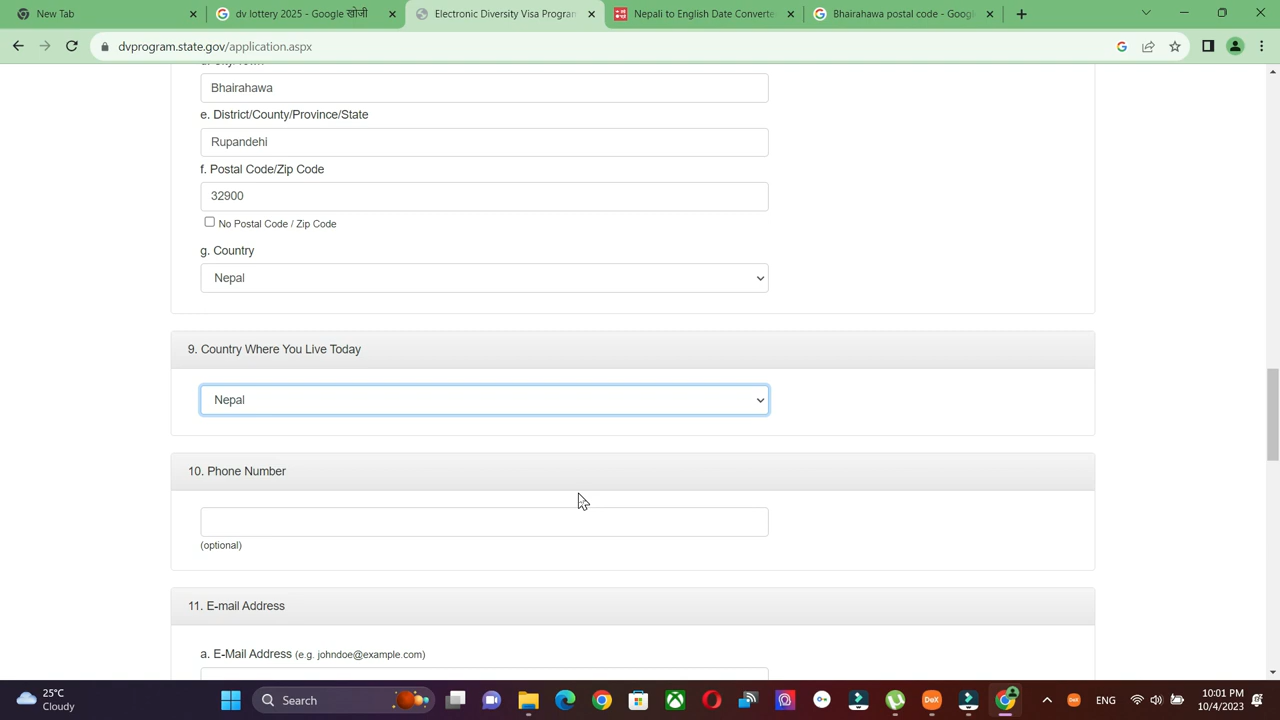 New Tab
dv lottery 2025 - Google खोजी
Electronic Diversity Visa Program
Nepali to English Date Converte
Bhairahawa postal code - Goog
dvprogram.state.gov/application.aspx
Bhairahawa
e. District/County/Province/State
Rupandehi
f. Postal Code/Zip Code
32900
No Postal Code / Zip Code
g. Country
Nepal
9. Country Where You Live Today
Nepal
10. Phone Number
(optional)
11. E-mail Address
a. E-Mail Address (e.g. johndoe@example.com)
25°C
Cloudy
Search
ENG
10:01 PM
10/4/2023